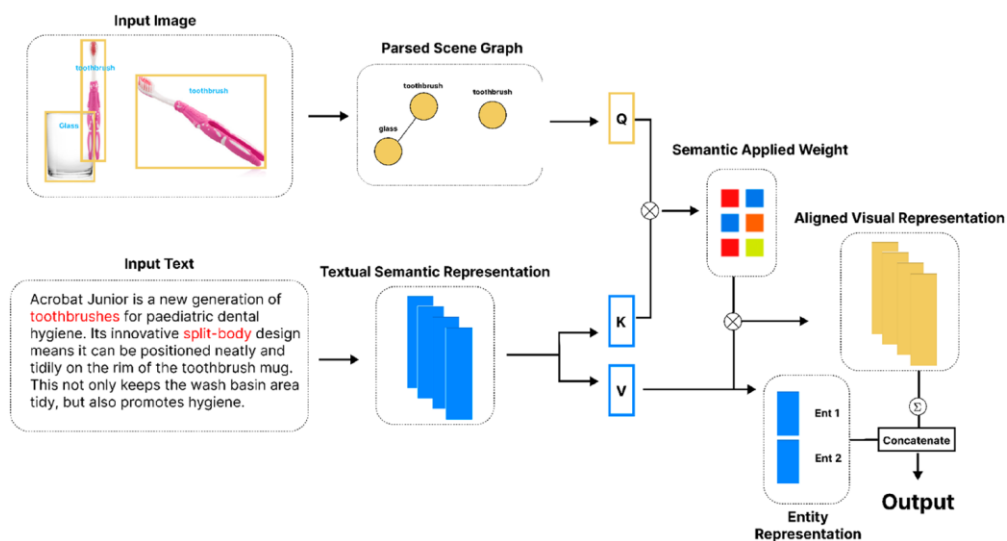 Input Image
toothbrush
toothbrush
Glass
Parsed Scene Graph
toothbrush
toothbrush
glass
Q
Semantic Applied Weight
Aligned Visual Representation
Input Text
Acrobat Junior is a new generation of
toothbrushes for paediatric dental
hygiene. Its innovative split-body design
means it can be positioned neatly and
tidily on the rim of the toothbrush mug.
This not only keeps the wash basin area
tidy, but also promotes hygiene.
Textual Semantic Representation
K
V
Ent 1
Ent 2
Entity
Representation
Σ
Concatenate
Output